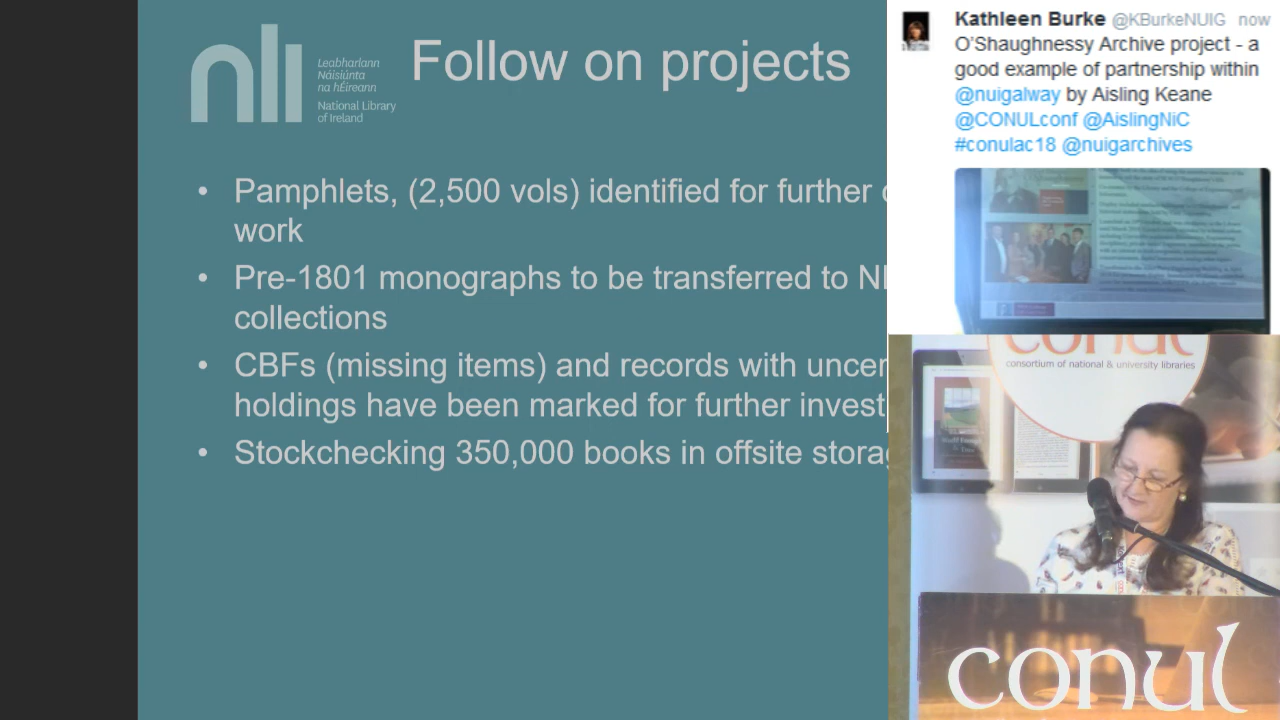 nli
Leabharlann
Náisiúnta
na hÉireann
National Library
of Ireland
Follow on projects
• Pamphlets, (2,500 vols) identified for further
work
• Pre-1801 monographs to be transferred to
collections
• CBFs (missing items) and records with
holdings have been marked for further
• Stockchecking 350,000 books in offsite
Kathleen Burke @KBurkeNUIG now
O'Shaughnessy Archive project - a
good example of partnership within
@nuigalway by Aisling Keane
@CONULconf @AislingNiC
#conulac18 @nuigarchives
conul
consortium of national & university libraries
conul